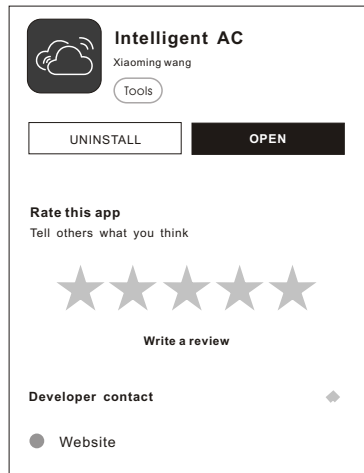 Intelligent AC
Xiaoming wang
Tools
UNINSTALL
OPEN
Rate this app
Tell others what you think
Write a review
Developer contact
Website